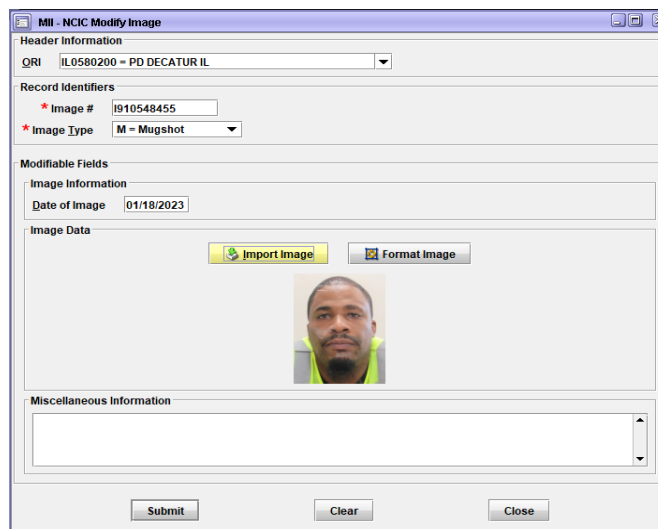 MII - NCIC Modify Image
Header Information
ORI IL0580200 = PD DECATUR IL
Record Identifiers
* Image # I910548455
* Image Type M = Mugshot
Modifiable Fields
Image Information
Date of Image 01/18/2023
Image Data
Import Image Format Image
Miscellaneous Information
Submit Clear Close